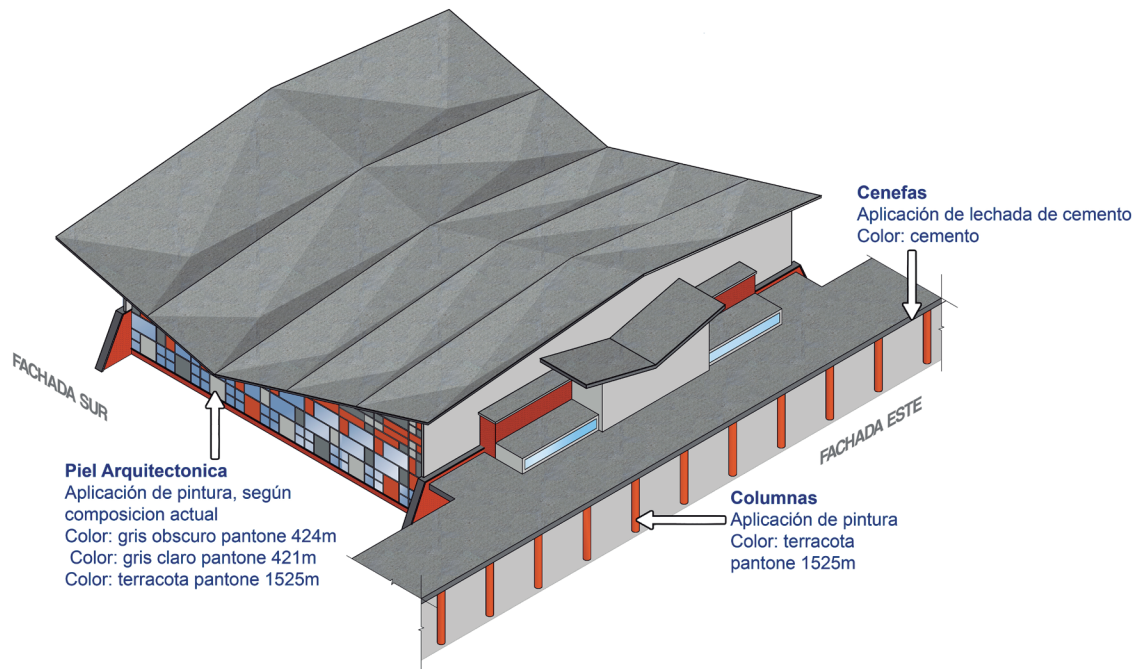 Cenefas
Aplicación de lechada de cemento
Color: cemento
FACHADA SUR
FACHADA ESTE
Piel Arquitectonica
Aplicación de pintura, según
composicion actual
Color: gris obscuro pantone 424m
Color: gris claro pantone 421m
Color: terracota pantone 1525m
Columnas
Aplicación de pintura
Color: terracota
pantone 1525m